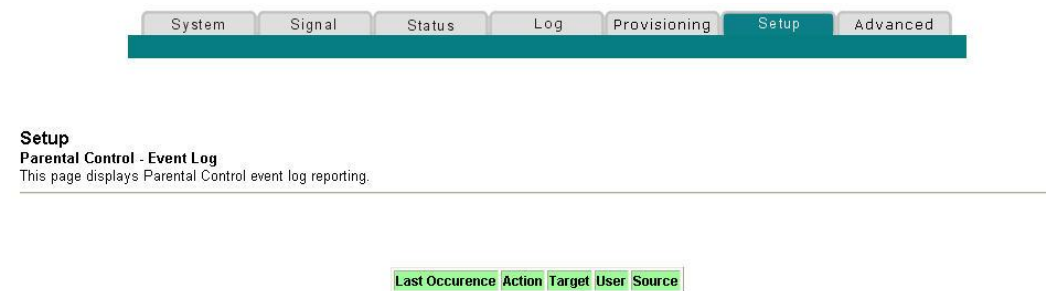 System Signal Status Log Provisioning Setup Advanced
Setup
Parental Control - Event Log
This page displays Parental Control event log reporting.
Last Occurence Action Target User Source